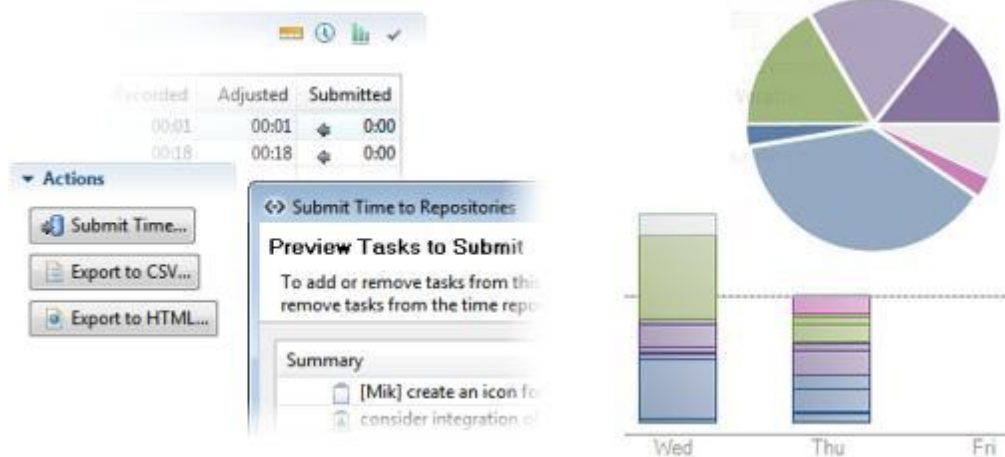 Recorded Adjusted Submitted
00:01 00:01 0:00
00:18 00:18 0:00
Actions
Submit Time...
Export to CSV...
Export to HTML...
Submit Time to Repositories
Preview Tasks to Submit
To add or remove tasks from this
remove tasks from the time repo
Summary
[Mik] create an icon fo
consider integration of
Wed Thu Fri